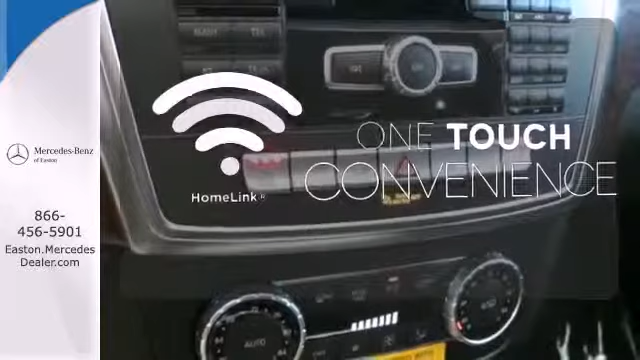 Mercedes-Benz
of Easton
866-
456-5901
Easton.Mercedes
Dealer.com
HomeLink®
ONE TOUCH
CONVENIENCE
AUTO